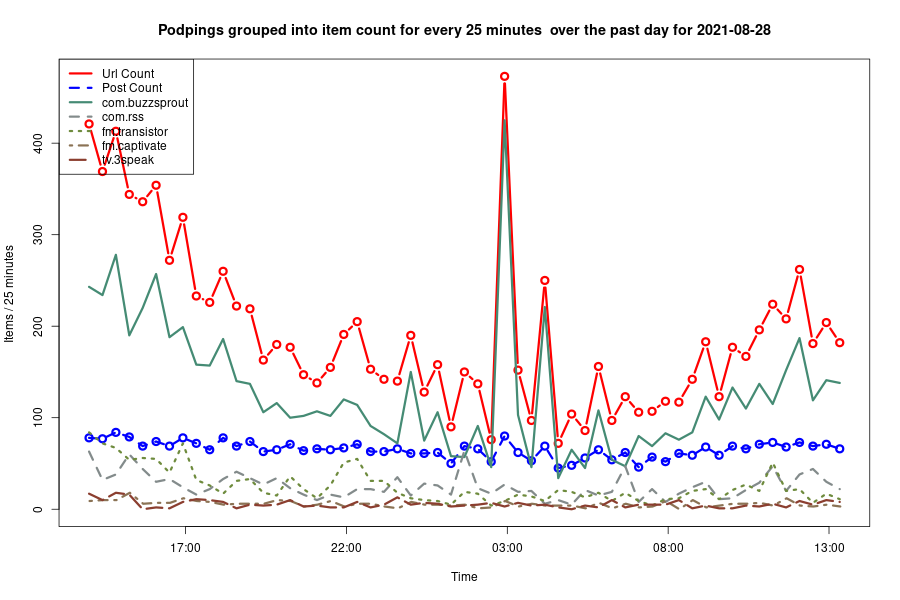 Podpings grouped into item count for every 25 minutes  over the past day for 2021-08-28
Url Count
Post Count
com.buzzsprout
com.rss
fm.transistor
fm.captivate
tv.3speak
Items / 25 minutes
400
300
200
100
0
17:00
22:00
03:00
08:00
13:00
Time